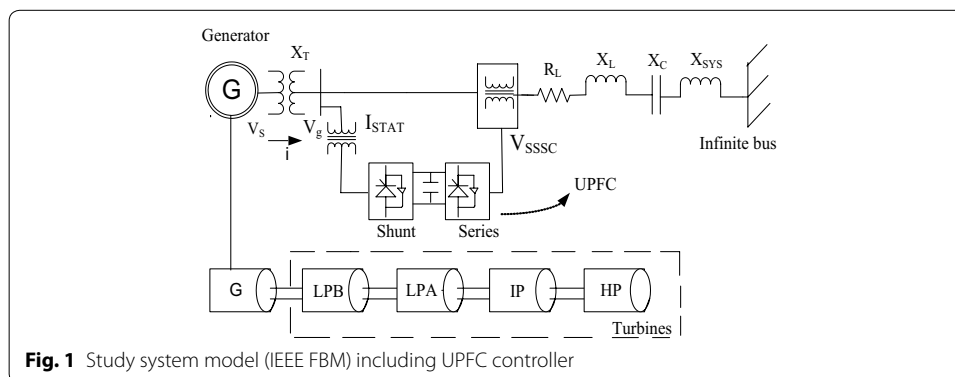 Generator
X_T
R_L
X_L
X_C
X_SYS
G
V_S
i
V_g
I_STAT
V_SSSC
Infinite bus
UPFC
Shunt
Series
G
LPB
LPA
IP
HP
Turbines
Fig. 1 Study system model (IEEE FBM) including UPFC controller